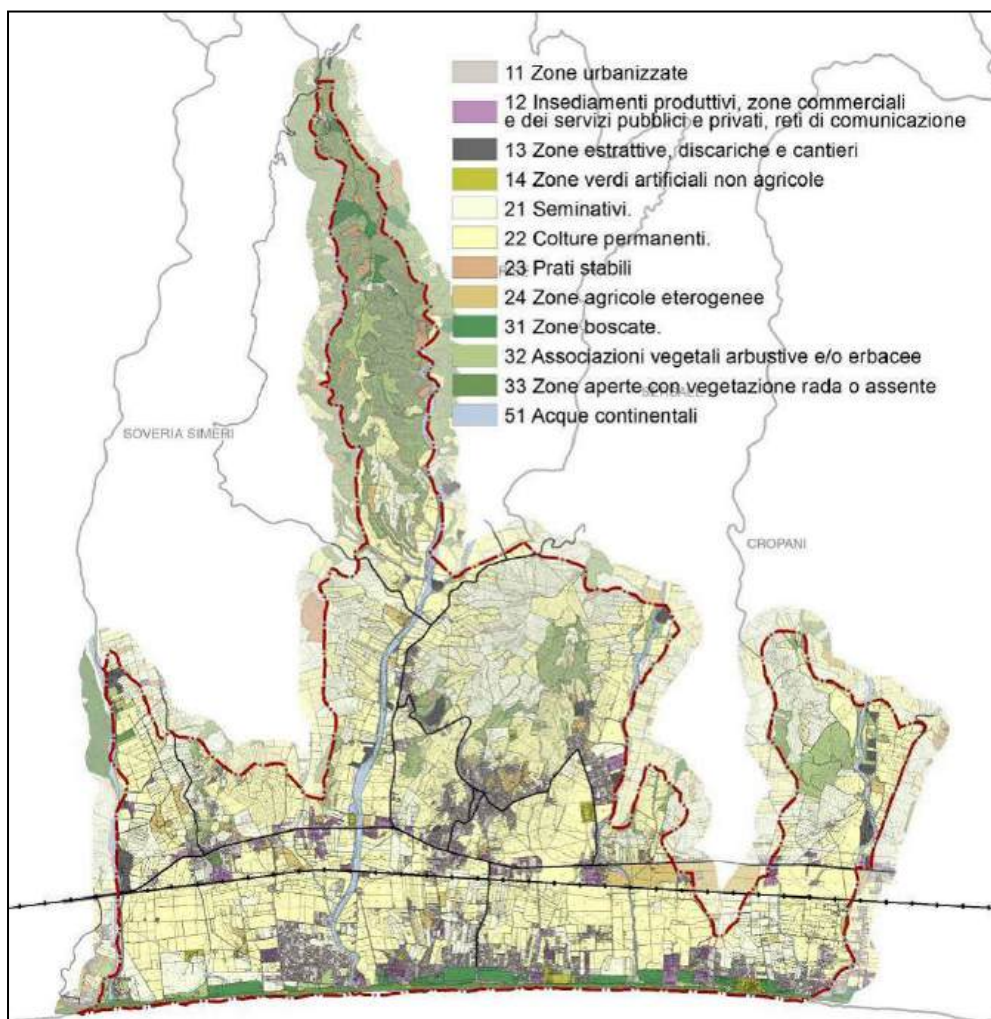 11 Zone urbanizzate
12 Insediamenti produttivi, zone commerciali
e dei servizi pubblici e privati, reti di comunicazione
13 Zone estrattive, discariche e cantieri
14 Zone verdi artificiali non agricole
21 Seminativi.
22 Colture permanenti.
23 Prati stabili
24 Zone agricole eterogenee
31 Zone boscate.
32 Associazioni vegetali arbustive e/o erbacee
33 Zone aperte con vegetazione rada o assente
51 Acque continentali
SOVERIA SIMERI
CROPANI